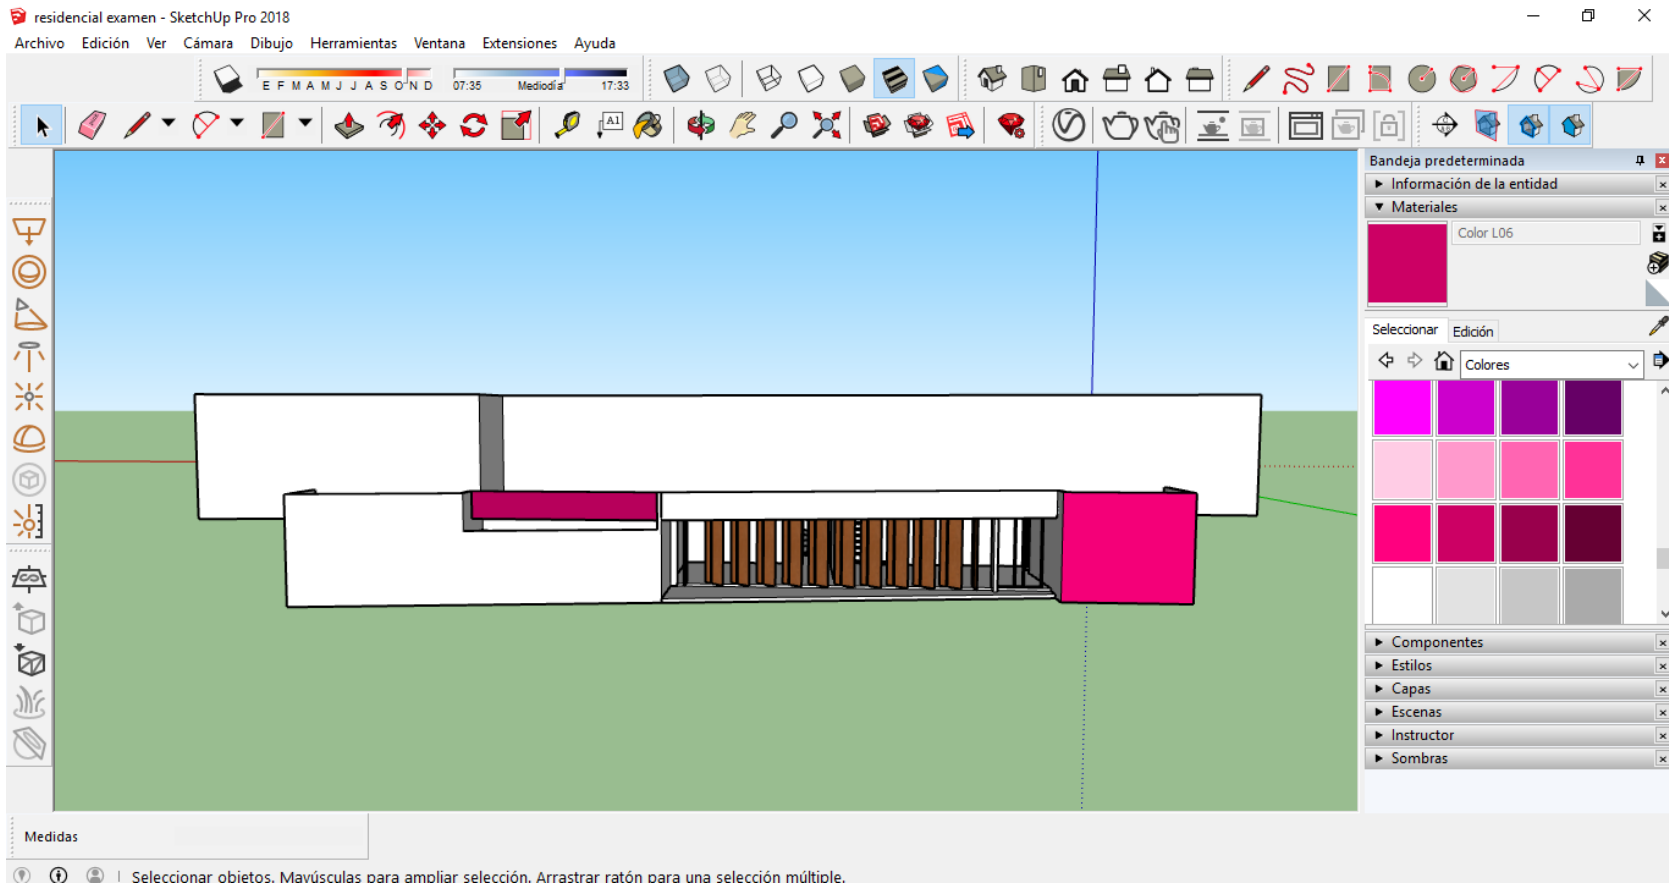 residencial examen - SketchUp Pro 2018
Archivo Edición Ver Cámara Dibujo Herramientas Ventana Extensiones Ayuda
E F M A M J J A S O N D 07:35 Mediodía 17:33
A1
Bandeja predeterminada
Información de la entidad
Materiales
Color L06
Seleccionar Edición
Colores
Componentes
Estilos
Capas
Escenas
Instructor
Sombras
Medidas
Seleccionar objetos. Mayúsculas para ampliar selección. Arrastrar ratón para una selección múltiple.